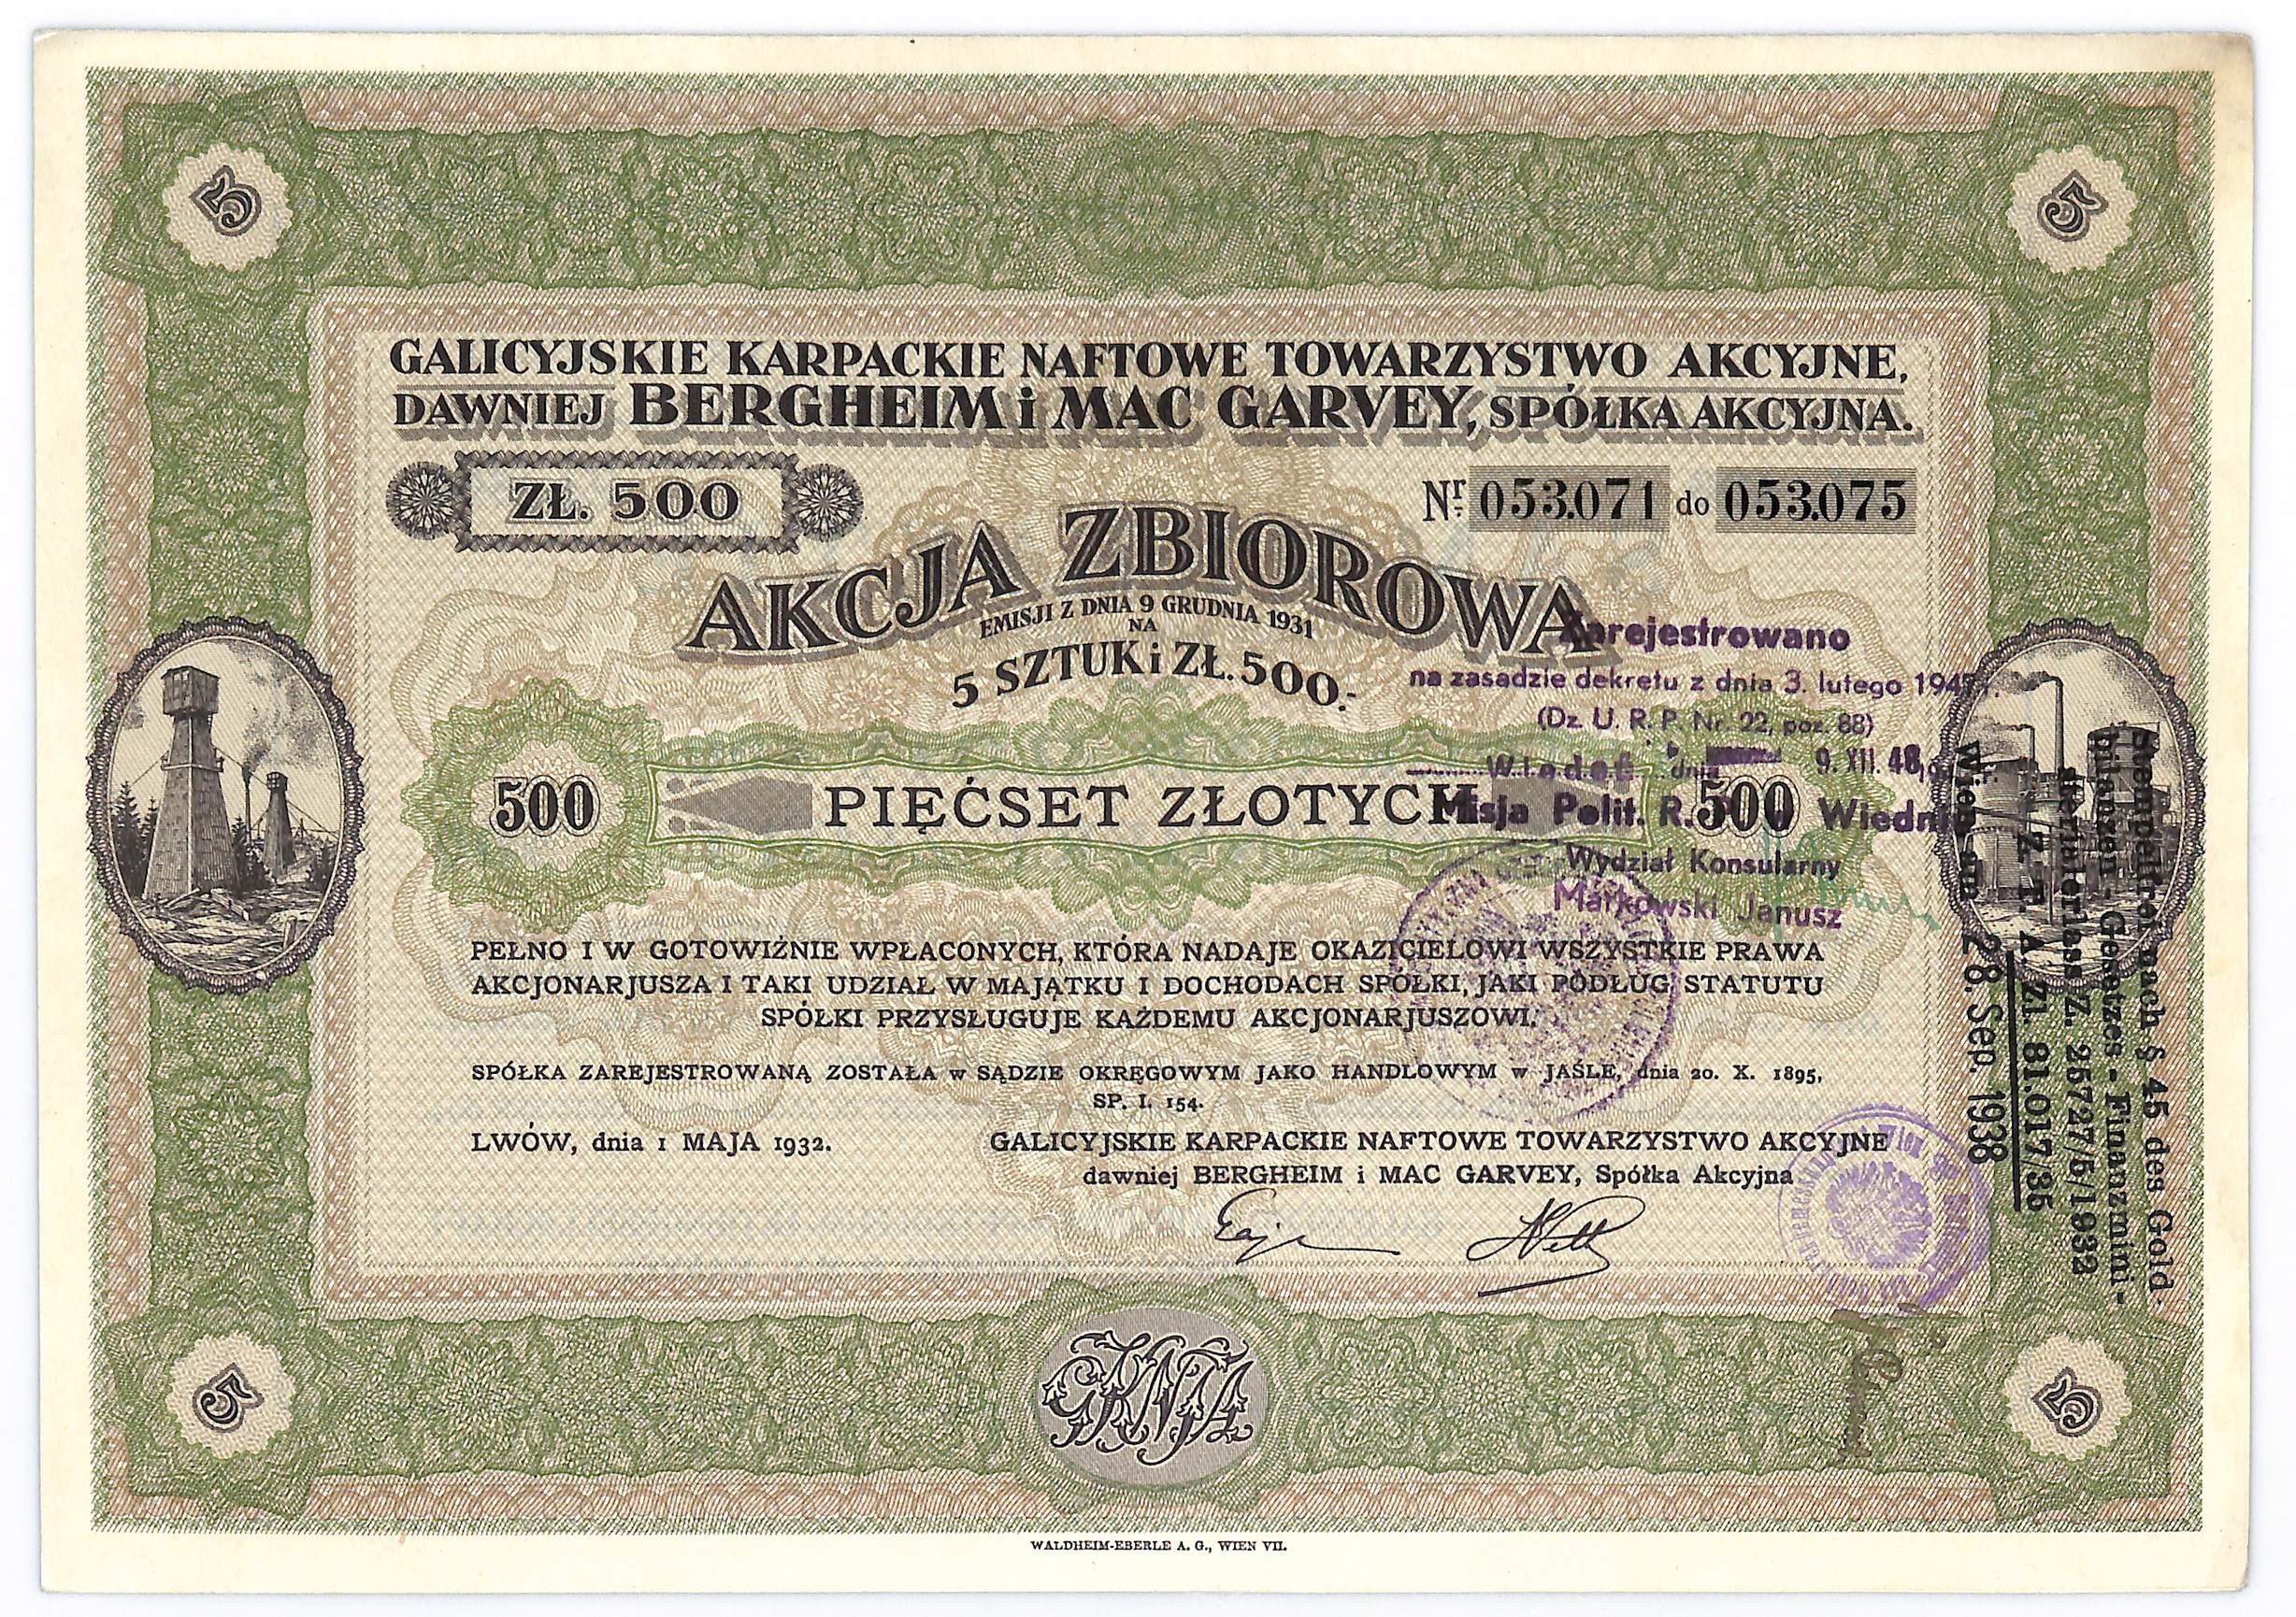 5
5
GALICYJSKIE KARPACKIE NAFTOWE TOWARZYSTWO AKCYJNE,
DAWNIEJ BERGHEIM i MAC GARVEY, SPÓŁKA AKCYJNA.
ZŁ. 500
Nr. 053.071 do 053.075
AKCJA ZBIOROWA
EMISJI Z DNIA 9 GRUDNIA 1931
NA
5 SZTUK i ZŁ. 500.-
Zarejestrowano
na zasadzie dekretu z dnia 3. lutego 1947 r.
(Dz. U. R. P. Nr. 22, poz. 88)
Wiedeń dnia 9. XII. 48
500
PIĘĆSET ZŁOTYCH
500
Misja Polit. R.P. Wiedniu
Wydział Konsularny
Markowski Janusz
PEŁNO I W GOTOWIŹNIE WPŁACONYCH, KTÓRA NADAJE OKAZICIELOWI WSZYSTKIE PRAWA
AKCJONARJUSZA I TAKI UDZIAŁ W MAJĄTKU I DOCHODACH SPÓŁKI, JAKI PODŁUG STATUTU
SPÓŁKI PRZYSŁUGUJE KAŻDEMU AKCJONARJUSZOWI.
SPÓŁKA ZAREJESTROWANĄ ZOSTAŁA w SĄDZIE OKRĘGOWYM JAKO HANDLOWYM w JAŚLE, dnia 20. X. 1895,
SP. I. 154.
LWÓW, dnia 1 MAJA 1932.
GALICYJSKIE KARPACKIE NAFTOWE TOWARZYSTWO AKCYJNE
dawniej BERGHEIM i MAC GARVEY, Spółka Akcyjna
Stempelfrei nach § 45 des Gold-
bilanzen-Gesetzes-Finanzmini-
sterialerlass Z. 25727/5/1932
Z II A Zl. 81.017/35
Wien am 28. Sep. 1938
5
GKNTA
5
WALDHEIM-EBERLE A. G., WIEN VII.